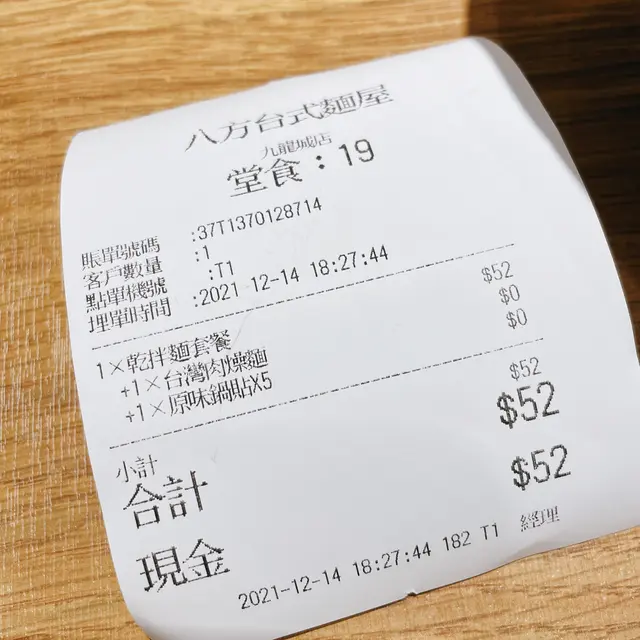 八方台式麵屋
九龍城店
堂食：19
賬單號碼 :37T1370128714
客戶數量 :1
點單機號 :T1
埋單時間 :2021-12-14 18:27:44
1×乾拌麵套餐 $52
+1×台灣肉燥麵 $0
+1×原味鍋貼X5 $0
小計 $52
合計 $52
現金 $52
2021-12-14 18:27:44 182 T1 經理